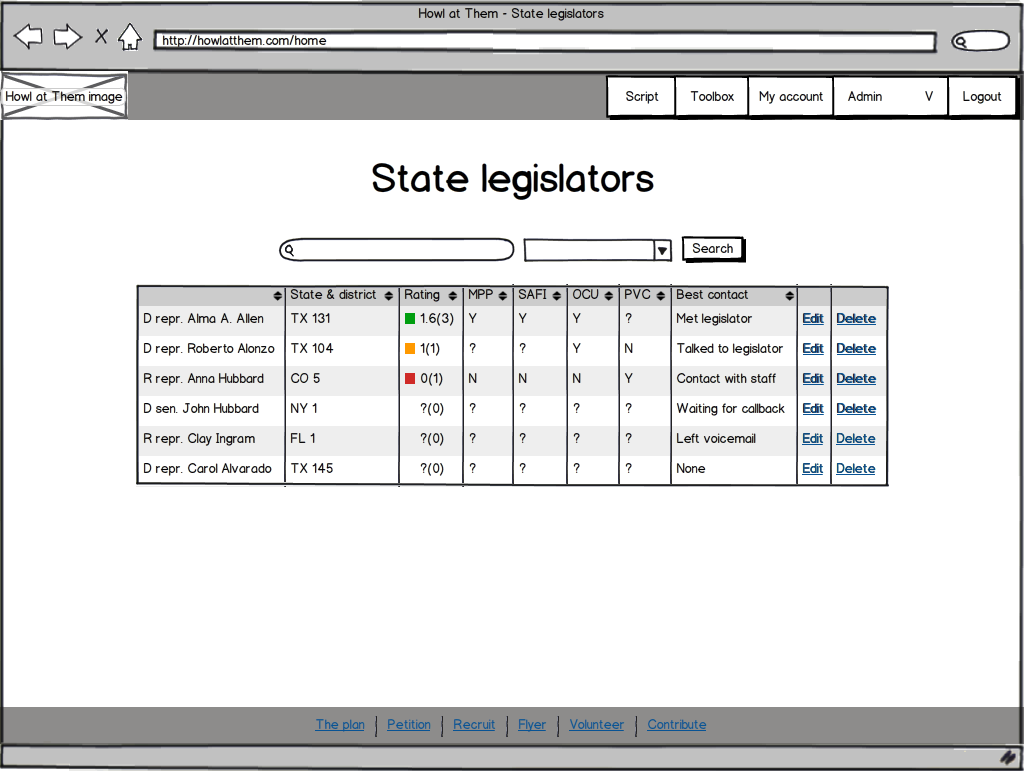 Howl at Them - State legislators
http://howlatthem.com/home
Howl at Them image Script Toolbox My account Admin V Logout
State legislators
Search
State & district Rating MPP SAFI OCU PVC Best contact
D repr. Alma A. Allen TX 131 1.6(3) Y Y Y ? Met legislator Edit Delete
D repr. Roberto Alonzo TX 104 1(1) ? ? Y N Talked to legislator Edit Delete
R repr. Anna Hubbard CO 5 0(1) N N N Y Contact with staff Edit Delete
D sen. John Hubbard NY 1 ?(0) ? ? ? ? Waiting for callback Edit Delete
R repr. Clay Ingram FL 1 ?(0) ? ? ? ? Left voicemail Edit Delete
D repr. Carol Alvarado TX 145 ?(0) ? ? ? ? None Edit Delete
The plan Petition Recruit Flyer Volunteer Contribute